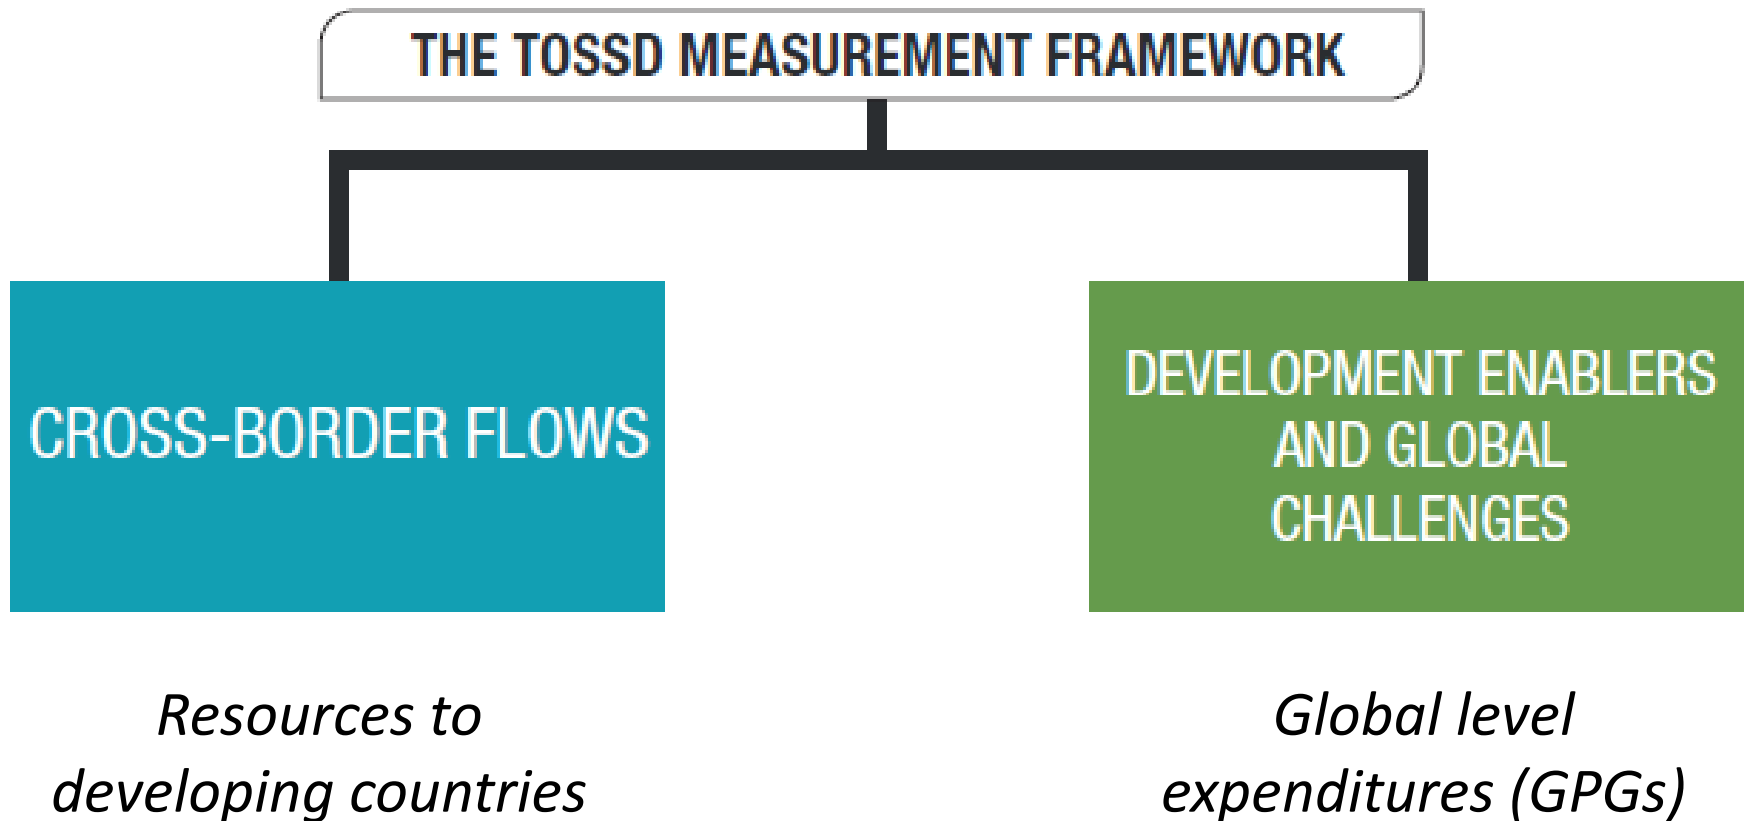 THE TOSSD MEASUREMENT FRAMEWORK
CROSS-BORDER FLOWS
DEVELOPMENT ENABLERS
AND GLOBAL
CHALLENGES
Resources to
developing countries
Global level
expenditures (GPGs)